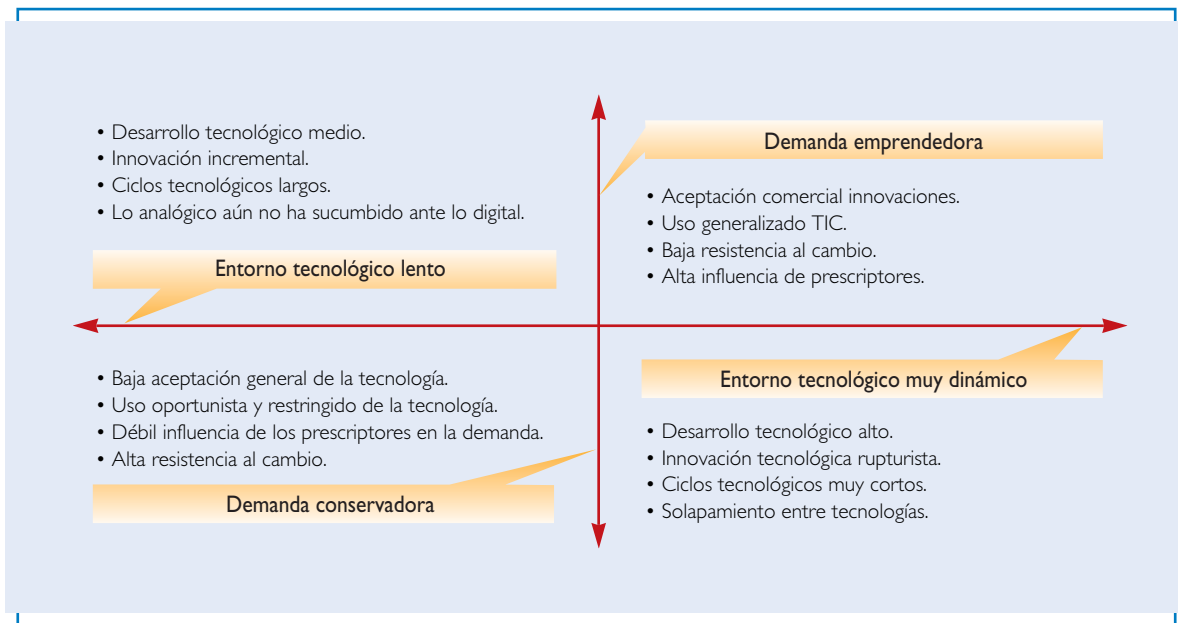 • Desarrollo tecnológico medio.
• Innovación incremental.
• Ciclos tecnológicos largos.
• Lo analógico aún no ha sucumbido ante lo digital.
Entorno tecnológico lento
Demanda emprendedora
• Aceptación comercial innovaciones.
• Uso generalizado TIC.
• Baja resistencia al cambio.
• Alta influencia de prescriptores.
• Baja aceptación general de la tecnología.
• Uso oportunista y restringido de la tecnología.
• Débil influencia de los prescriptores en la demanda.
• Alta resistencia al cambio.
Demanda conservadora
Entorno tecnológico muy dinámico
• Desarrollo tecnológico alto.
• Innovación tecnológica rupturista.
• Ciclos tecnológicos muy cortos.
• Solapamiento entre tecnologías.